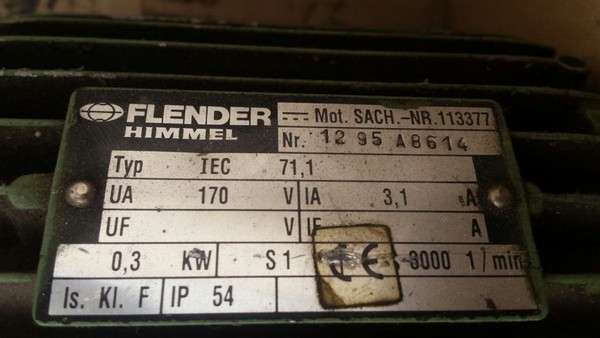 FLENDER
HIMMEL
Mot. SACH.-NR.113377
Nr. 12 95 A8614
Typ IEC 71,1
UA 170 V IA 3,1 A
UF V IF A
0,3 KW S1 3000 1/min
Is. Kl. F IP 54
CE